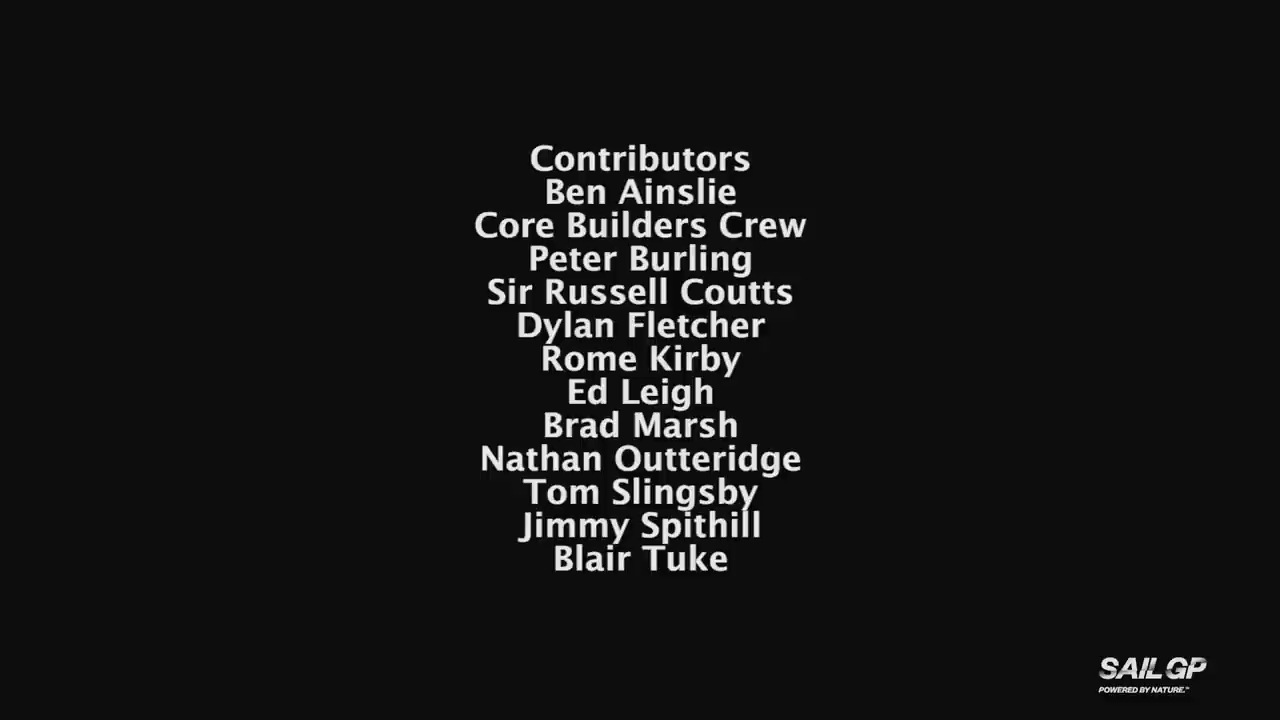 Contributors
Ben Ainslie
Core Builders Crew
Peter Burling
Sir Russell Coutts
Dylan Fletcher
Rome Kirby
Ed Leigh
Brad Marsh
Nathan Outteridge
Tom Slingsby
Jimmy Spithill
Blair Tuke
SAIL GP
POWERED BY NATURE.™